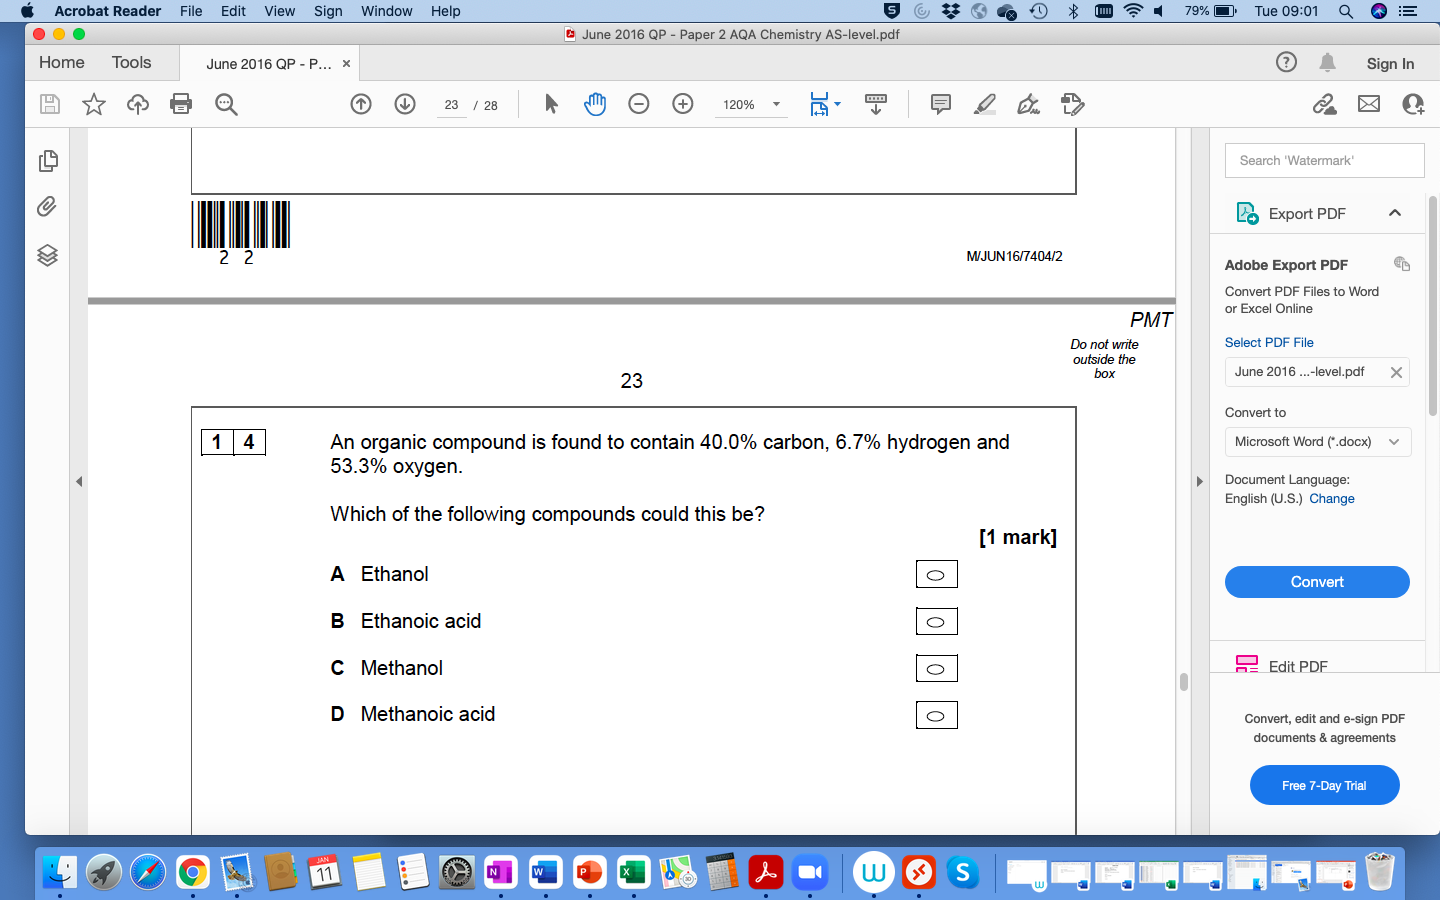 Acrobat Reader File Edit View Sign Window Help 79% Tue 09:01
June 2016 QP - Paper 2 AQA Chemistry AS-level.pdf
Home Tools June 2016 QP - P... × Sign In
23 / 28 120%
2 2
M/JUN16/7404/2
PMT
Do not write
outside the
box
23
1 4 An organic compound is found to contain 40.0% carbon, 6.7% hydrogen and
53.3% oxygen.
Which of the following compounds could this be?
[1 mark]
A Ethanol
B Ethanoic acid
C Methanol
D Methanoic acid
Search 'Watermark'
Export PDF
Adobe Export PDF
Convert PDF Files to Word
or Excel Online
Select PDF File
June 2016 ...-level.pdf
Convert to
Microsoft Word (*.docx)
Document Language:
English (U.S.) Change
Convert
Edit PDF
Convert, edit and e-sign PDF
documents & agreements
Free 7-Day Trial
JAN
11